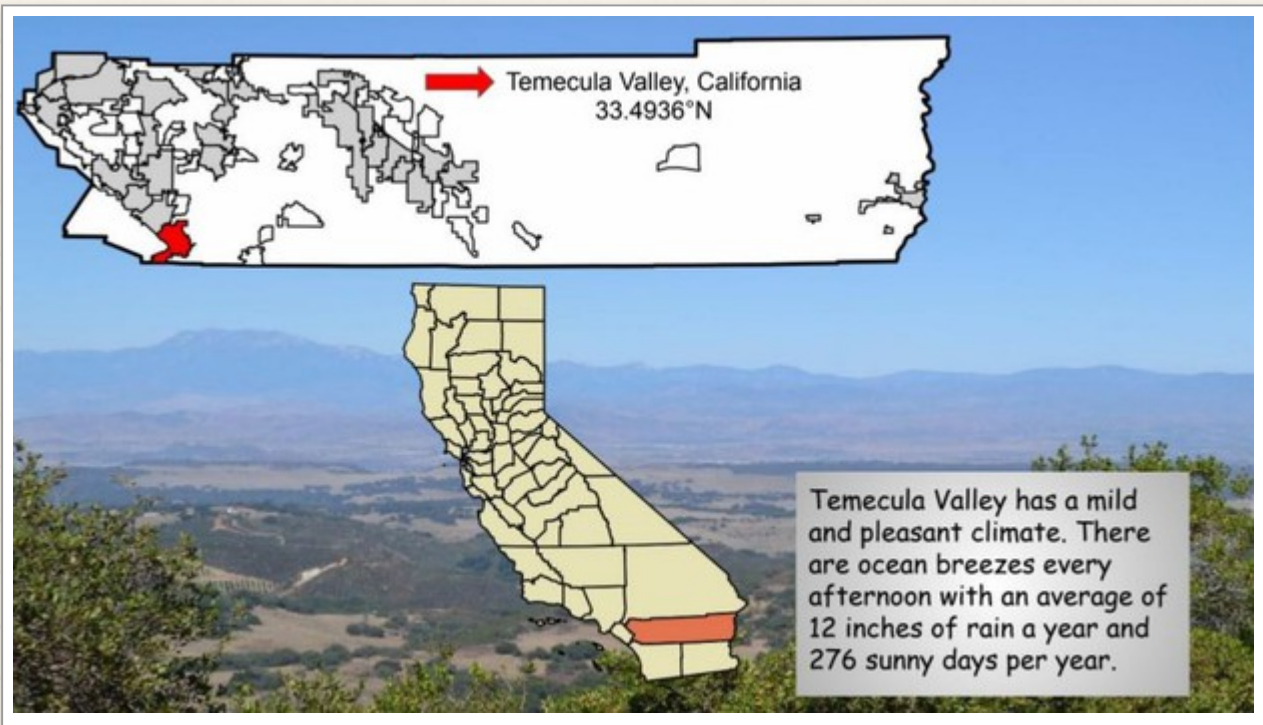 Temecula Valley, California
33.4936°N
Temecula Valley has a mild
and pleasant climate. There
are ocean breezes every
afternoon with an average of
12 inches of rain a year and
276 sunny days per year.